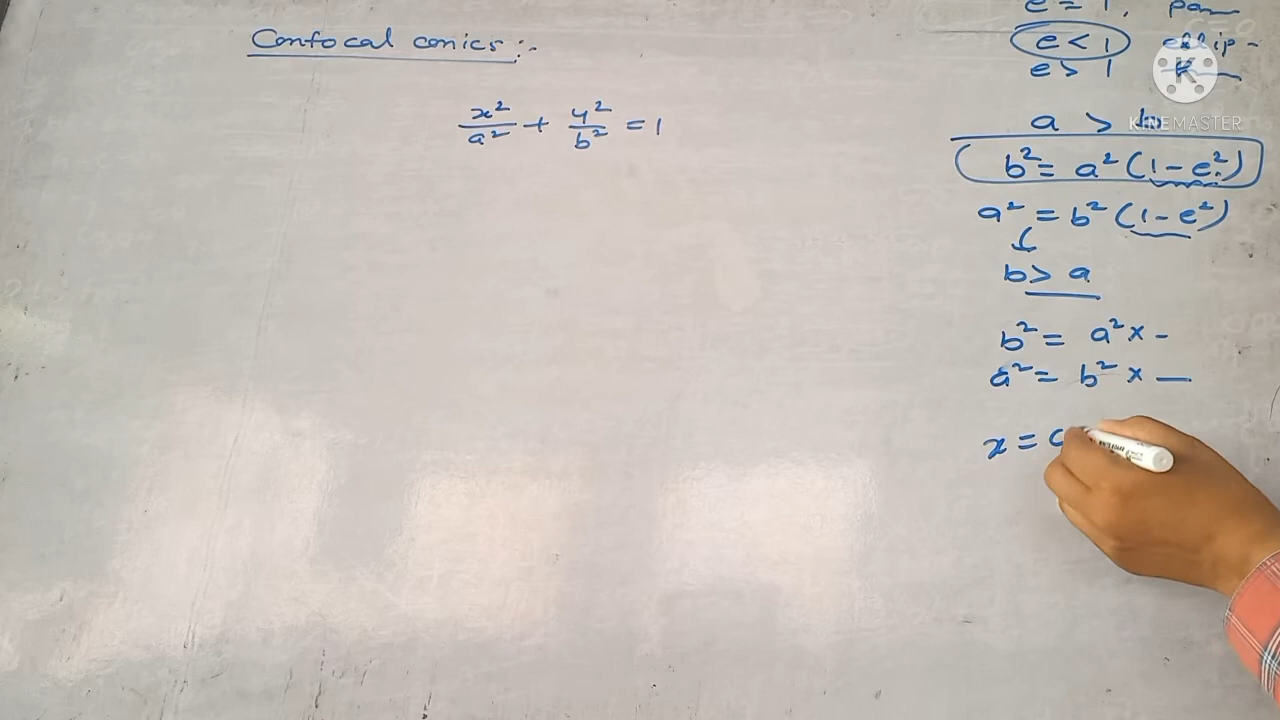 Confocal conics:-
x²/a² + y²/b² = 1
e = 1,
e < 1
e > 1
K
KINEMASTER
a > b
b² = a² (1 - e²)
a² = b² (1 - e²)
b > a
b² = a² × -
a² = b² × —
x =